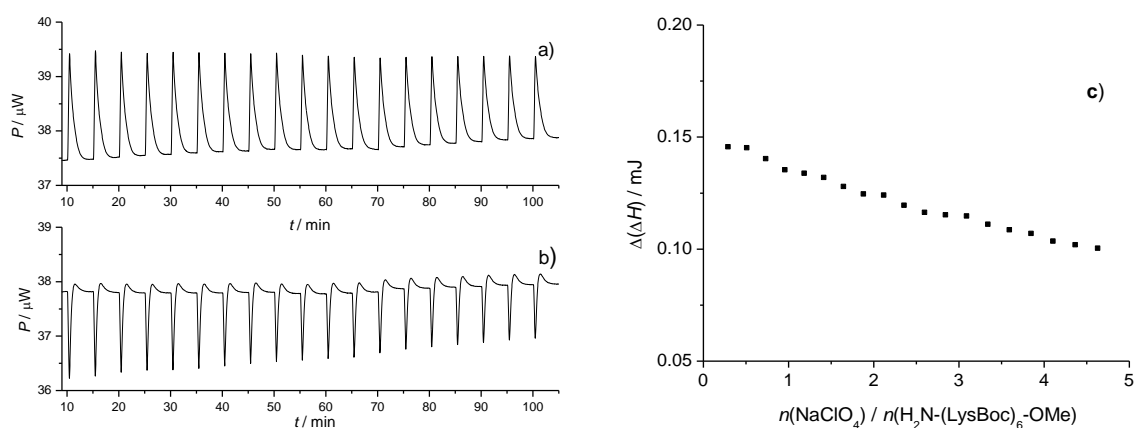 40
39
38
37
P / μW
a)
10 20 30 40 50 60 70 80 90 100
t / min
39
38
37
36
P / μW
b)
10 20 30 40 50 60 70 80 90 100
t / min
0.20
0.15
0.10
0.05
Δ(ΔH) / mJ
c)
0 1 2 3 4 5
n(NaClO₄) / n(H₂N-(LysBoc)₆-OMe)